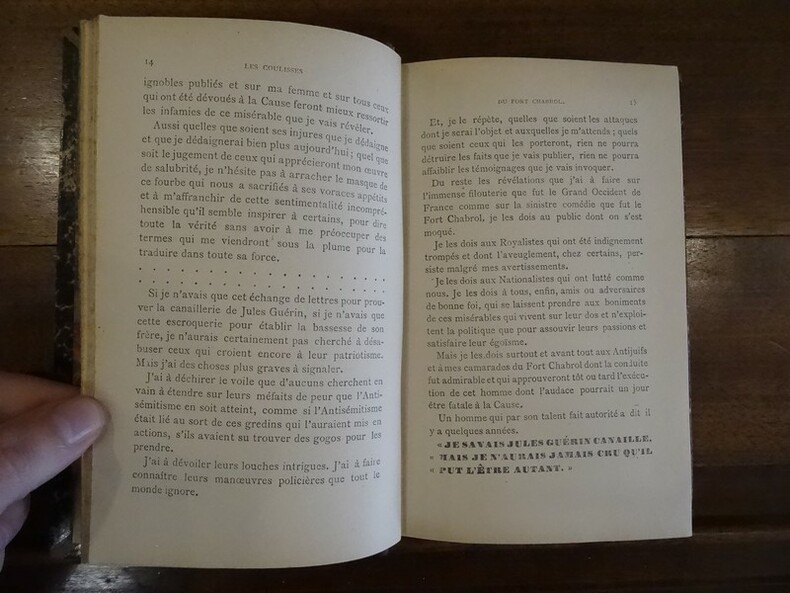 14
LES COULISSES
ignobles publiés et sur ma femme et sur tous ceux
qui ont été dévoués à la Cause feront mieux ressortir
les infamies de ce misérable que je vais révéler.
Aussi quelles que soient ses injures que je dédaigne
et que je dédaignerai bien plus aujourd'hui; quel que
soit le jugement de ceux qui apprécieront mon œuvre
de salubrité, je n'hésite pas à arracher le masque de
ce fourbe qui nous a sacrifiés à ses voraces appétits
et à m'affranchir de cette sentimentalité incompré-
hensible qu'il semble inspirer à certains, pour dire
toute la vérité sans avoir à me préoccuper des
termes qui me viendront sous la plume pour la
traduire dans toute sa force.
. . . . . . . . . . . . . . . .
. . . . . . . . . . . . . . . .
Si je n'avais que cet échange de lettres pour prou-
ver la canaillerie de Jules Guérin, si je n'avais que
cette escroquerie pour établir la bassesse de son
frère, je n'aurais certainement pas cherché à désa-
buser ceux qui croient encore à leur patriotisme.
Mais j'ai des choses plus graves à signaler.
J'ai à déchirer le voile que d'aucuns cherchent en
vain à étendre sur leurs méfaits de peur que l'Anti-
sémitisme en soit atteint, comme si l'Antisémitisme
était lié au sort de ces gredins qui l'auraient mis en
actions, s'ils avaient su trouver des gogos pour les
prendre.
J'ai à dévoiler leurs louches intrigues. J'ai à faire
connaître leurs manœuvres policières que tout le
monde ignore.
DU FORT CHABROL.
15
Et, je le répète, quelles que soient les attaques
dont je serai l'objet et auxquelles je m'attends; quels
que soient ceux qui les porteront, rien ne pourra
détruire les faits que je vais publier, rien ne pourra
affaiblir les témoignages que je vais invoquer.
Du reste les révélations que j'ai à faire sur
l'immense filouterie que fut le Grand Occident de
France comme sur la sinistre comédie que fut le
Fort Chabrol, je les dois au public dont on s'est
moqué.
Je les dois aux Royalistes qui ont été indignement
trompés et dont l'aveuglement, chez certains, per-
siste malgré mes avertissements.
Je les dois aux Nationalistes qui ont lutté comme
nous. Je les dois à tous, enfin, amis ou adversaires
de bonne foi, qui se laissent prendre aux boniments
de ces misérables qui vivent sur leur dos et n'exploi-
tent la politique que pour assouvir leurs passions et
satisfaire leur égoïsme.
Mais je les dois surtout et avant tout aux Antijuifs
et à mes camarades du Fort Chabrol dont la conduite
fut admirable et qui approuveront tôt ou tard l'exécu-
tion de cet homme dont l'audace pourrait un jour
être fatale à la Cause.
Un homme qui par son talent fait autorité a dit il
y a quelques années.
« JE SAVAIS JULES GUÉRIN CANAILLE,
« MAIS JE N'AURAIS JAMAIS CRU QU'IL
« PUT L'ÊTRE AUTANT. »